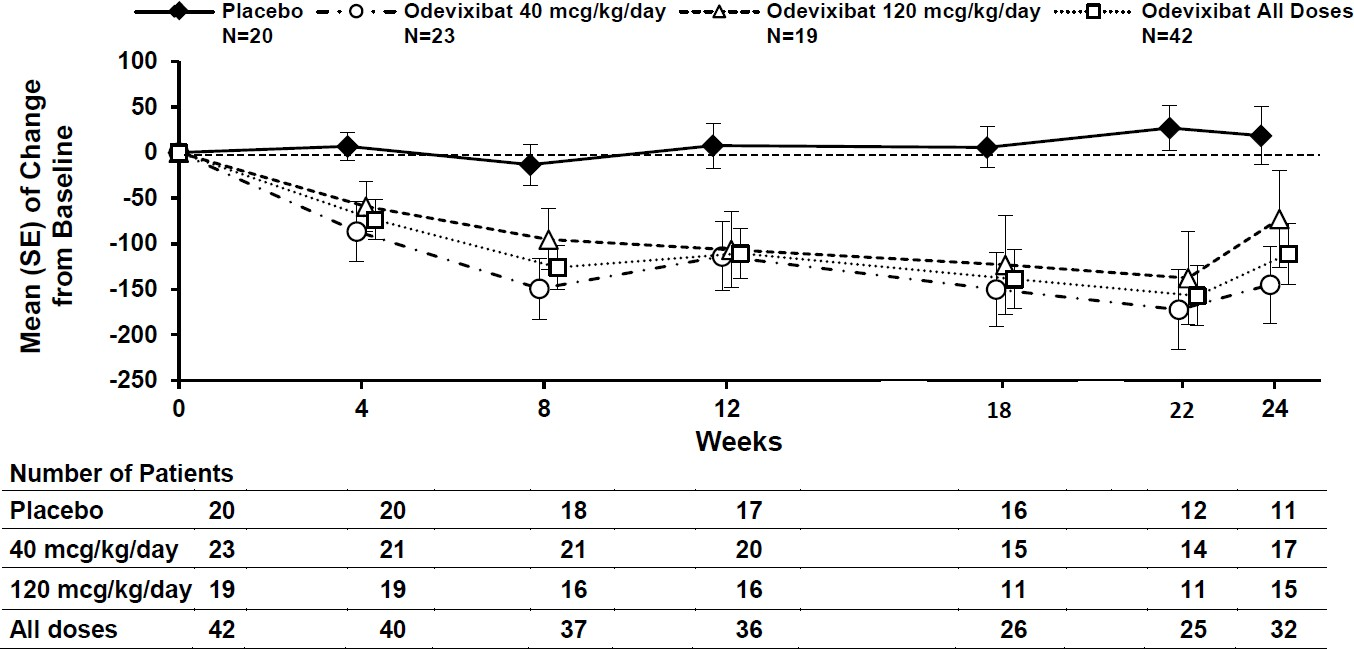 Placebo Odevixibat 40 mcg/kg/day Odevixibat 120 mcg/kg/day Odevixibat All Doses
N=20 N=23 N=19 N=42
Mean (SE) of Change
from Baseline
100
50
0
-50
-100
-150
-200
-250
0 4 8 12 18 22 24
Weeks
Number of Patients
Placebo 20 20 18 17 16 12 11
40 mcg/kg/day 23 21 21 20 15 14 17
120 mcg/kg/day 19 19 16 16 11 11 15
All doses 42 40 37 36 26 25 32